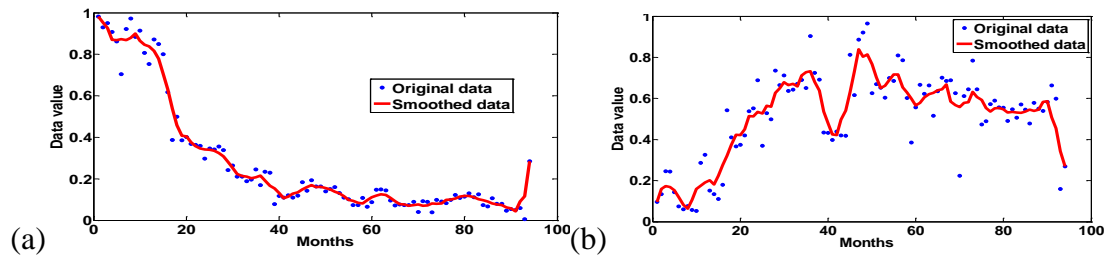 1
0.8
0.6
0.4
0.2
0
Data value
0 20 40 60 80 100
Months
Original data
Smoothed data
(a)
1
0.8
0.6
0.4
0.2
0
Data value
0 20 40 60 80 100
Months
Original data
Smoothed data
(b)